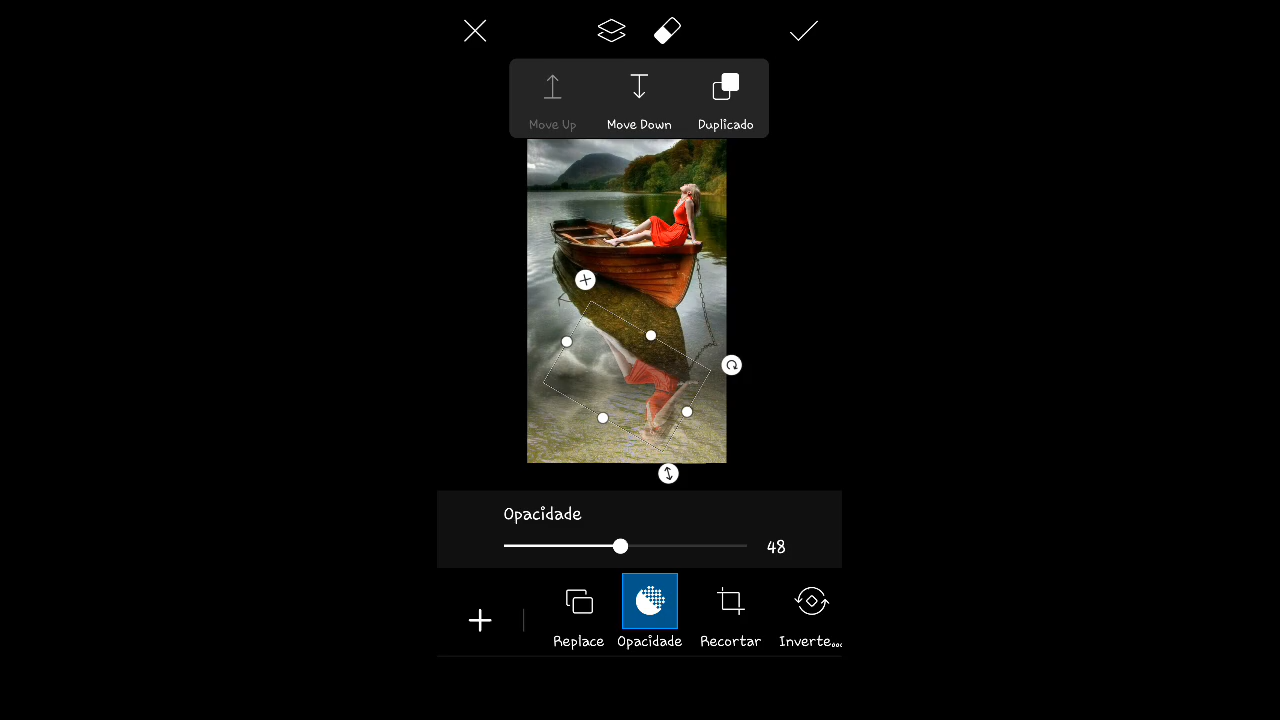 Move Up
Move Down
Duplicado
Opacidade
48
Replace
Opacidade
Recortar
Inverte...